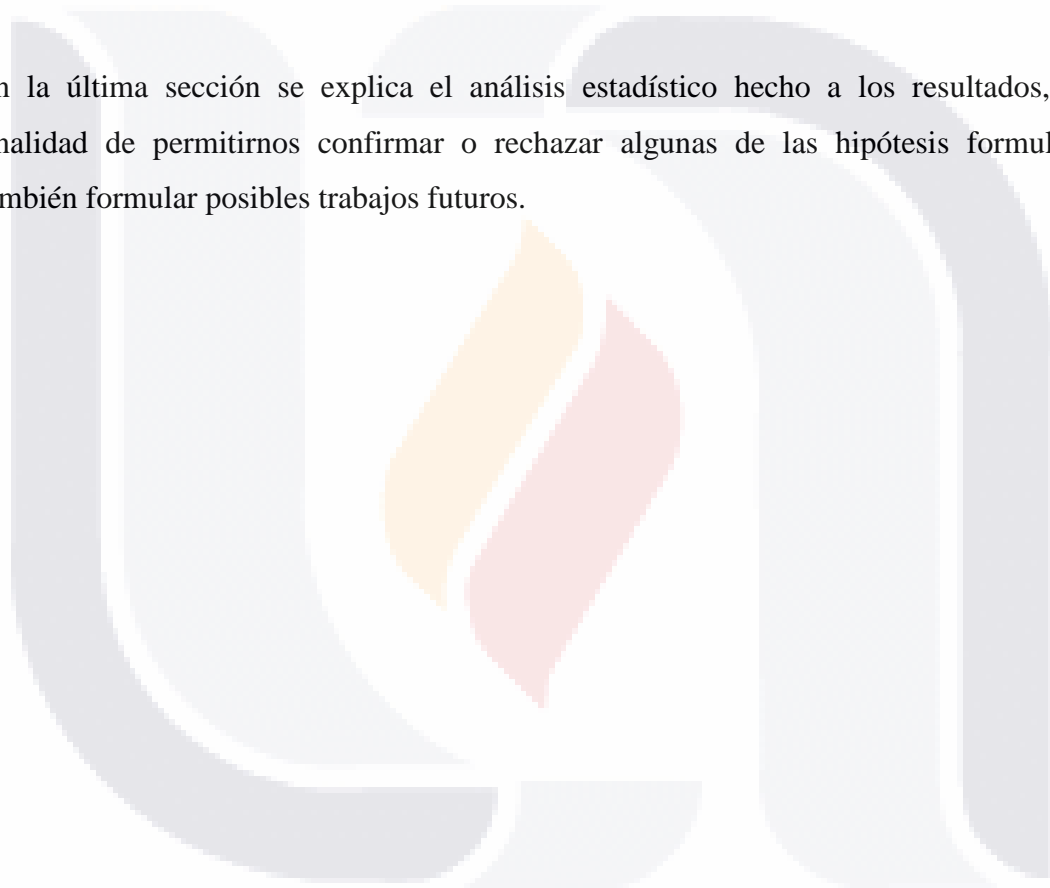 n la última sección se explica el análisis estadístico hecho a los resultados,
nalidad de permitirnos confirmar o rechazar algunas de las hipótesis formul
mbién formular posibles trabajos futuros.